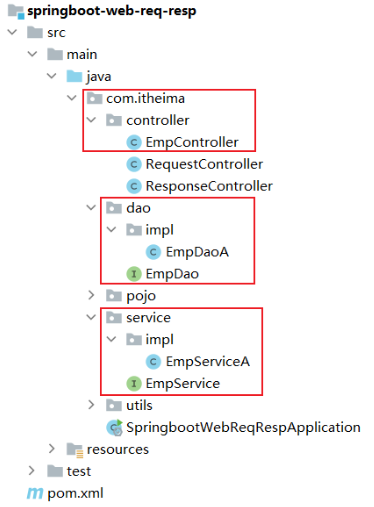 springboot-web-req-resp
src
main
java
com.itheima
controller
C EmpController
C RequestController
C ResponseController
dao
impl
C EmpDaoA
I EmpDao
pojo
service
impl
C EmpServiceA
I EmpService
utils
SpringbootWebReqRespApplication
resources
test
m pom.xml